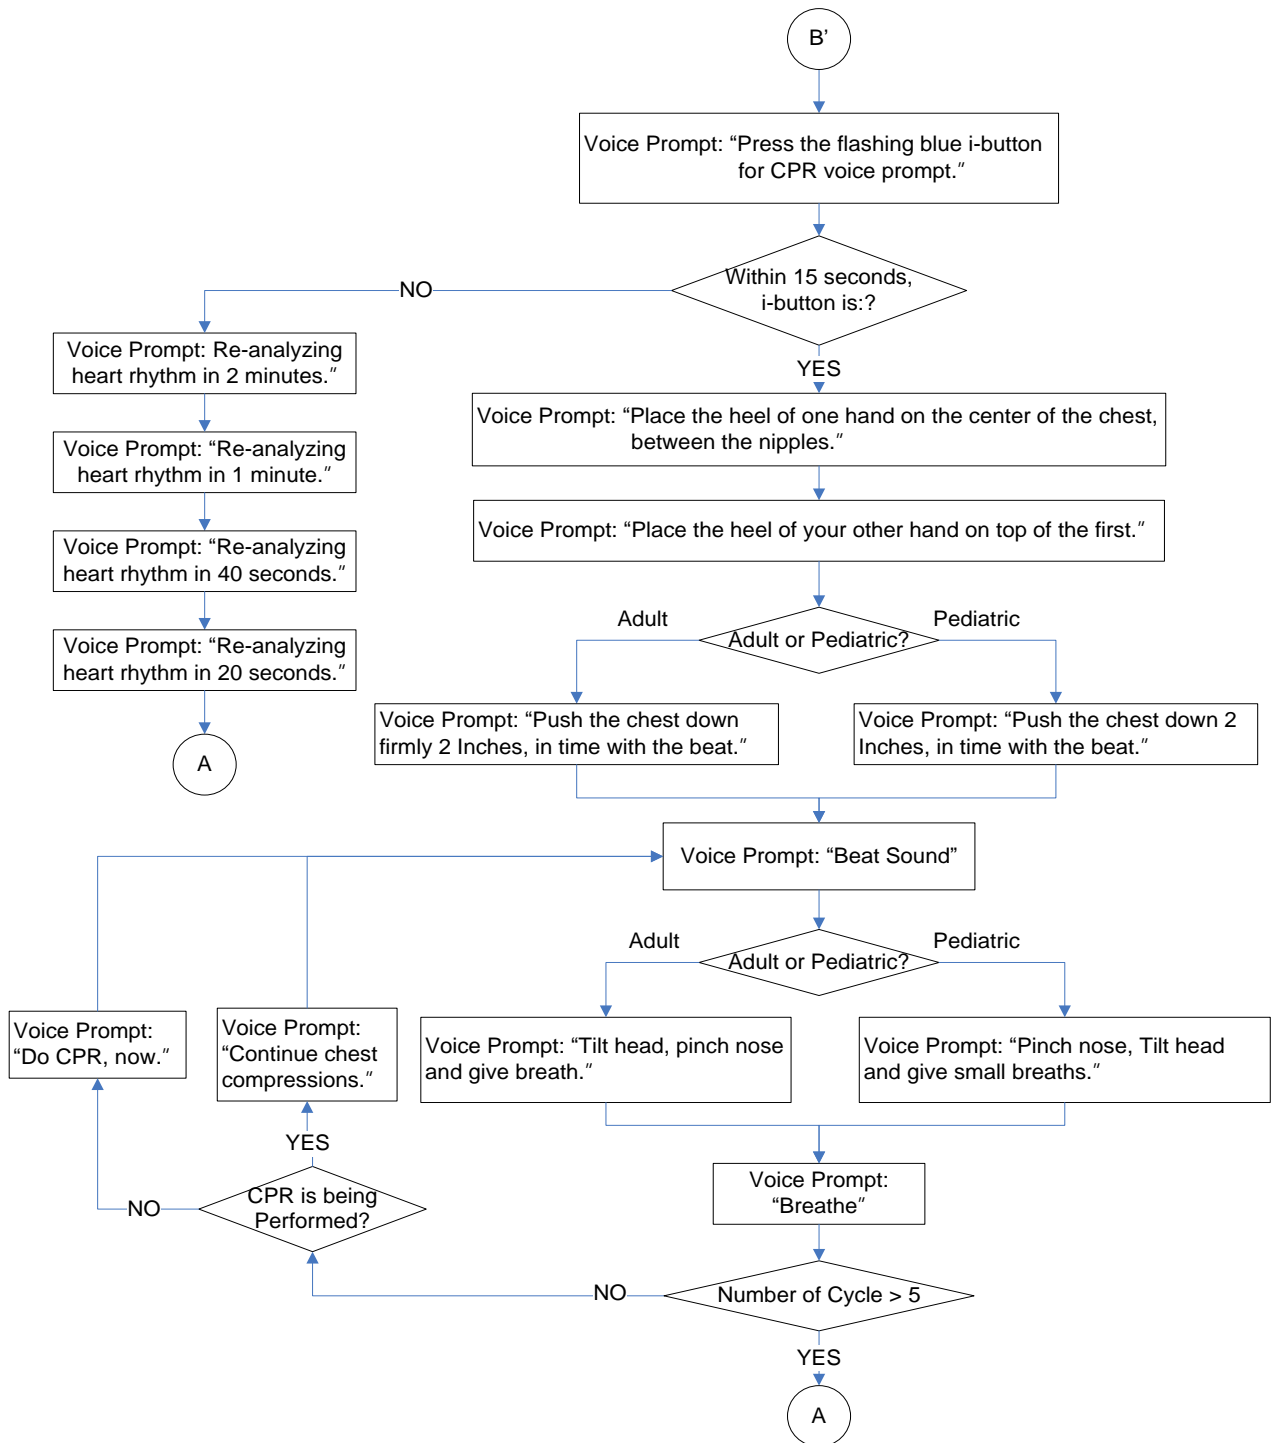 B’
Voice Prompt: “Press the flashing blue i-button
for CPR voice prompt.”
Within 15 seconds,
i-button is:?
NO
YES
Voice Prompt: Re-analyzing
heart rhythm in 2 minutes.”
Voice Prompt: “Re-analyzing
heart rhythm in 1 minute.”
Voice Prompt: “Re-analyzing
heart rhythm in 40 seconds.”
Voice Prompt: “Re-analyzing
heart rhythm in 20 seconds.”
A
Voice Prompt: “Place the heel of one hand on the center of the chest,
between the nipples.”
Voice Prompt: “Place the heel of your other hand on top of the first.”
Adult or Pediatric?
Adult
Pediatric
Voice Prompt: “Push the chest down
firmly 2 Inches, in time with the beat.”
Voice Prompt: “Push the chest down 2
Inches, in time with the beat.”
Voice Prompt: “Beat Sound”
Adult or Pediatric?
Adult
Pediatric
Voice Prompt: “Tilt head, pinch nose
and give breath.”
Voice Prompt: “Pinch nose, Tilt head
and give small breaths.”
Voice Prompt:
“Breathe”
Number of Cycle > 5
NO
YES
CPR is being
Performed?
NO
YES
Voice Prompt:
“Do CPR, now.”
Voice Prompt:
“Continue chest
compressions.”
A